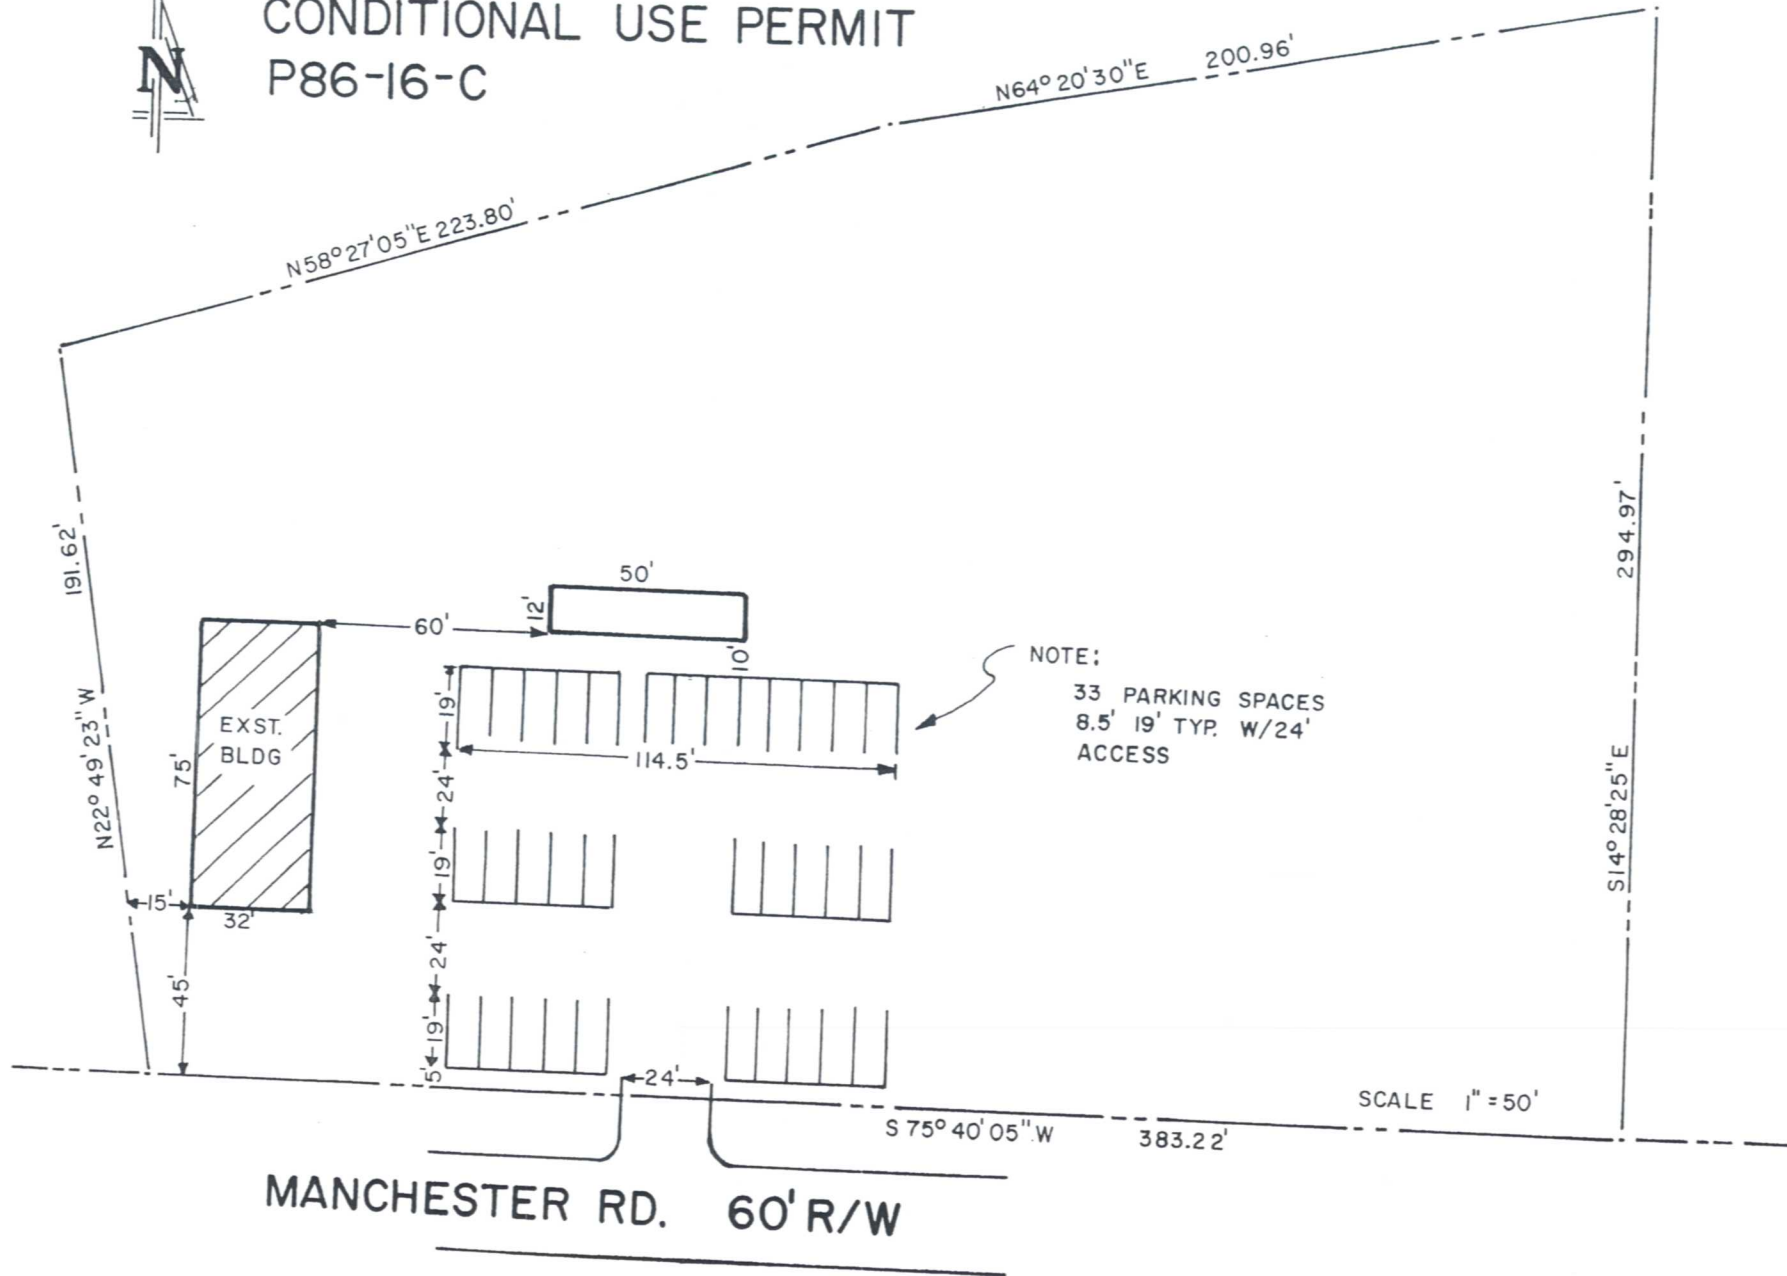 CONDITIONAL USE PERMIT
N
P86-16-C
N64° 20' 30"E 200.96'
N58° 27' 05"E 223.80'
191.62'
N22° 49' 23" W
294.97'
S14° 28' 25" E
50'
12'
60'
10'
NOTE:
33 PARKING SPACES
8.5' 19' TYP. W/24'
ACCESS
EXST.
BLDG
75'
19'
114.5'
24'
19'
15'
32'
24'
45'
19'
5'
24'
SCALE 1" = 50'
S 75° 40' 05" W 383.22'
MANCHESTER RD. 60' R/W